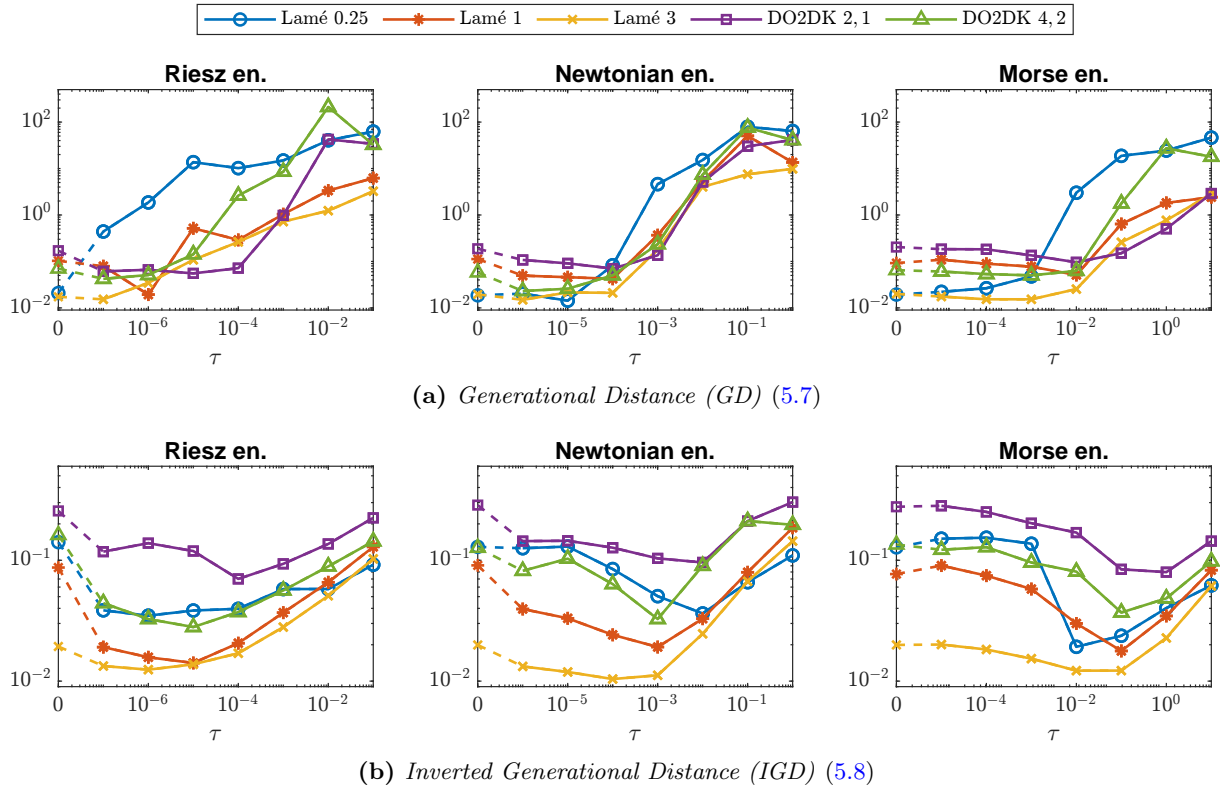 Lamé 0.25 Lamé 1 Lamé 3 DO2DK 2, 1 DO2DK 4, 2
Riesz en. Newtonian en. Morse en.
10^2 10^2 10^2
10^0 10^0 10^0
10^-2 10^-2 10^-2
0 10^-6 10^-4 10^-2 0 10^-5 10^-3 10^-1 0 10^-4 10^-2 10^0
τ τ τ
(a) Generational Distance (GD) (5.7)
Riesz en. Newtonian en. Morse en.
10^-1 10^-1 10^-1
10^-2 10^-2 10^-2
0 10^-6 10^-4 10^-2 0 10^-5 10^-3 10^-1 0 10^-4 10^-2 10^0
τ τ τ
(b) Inverted Generational Distance (IGD) (5.8)